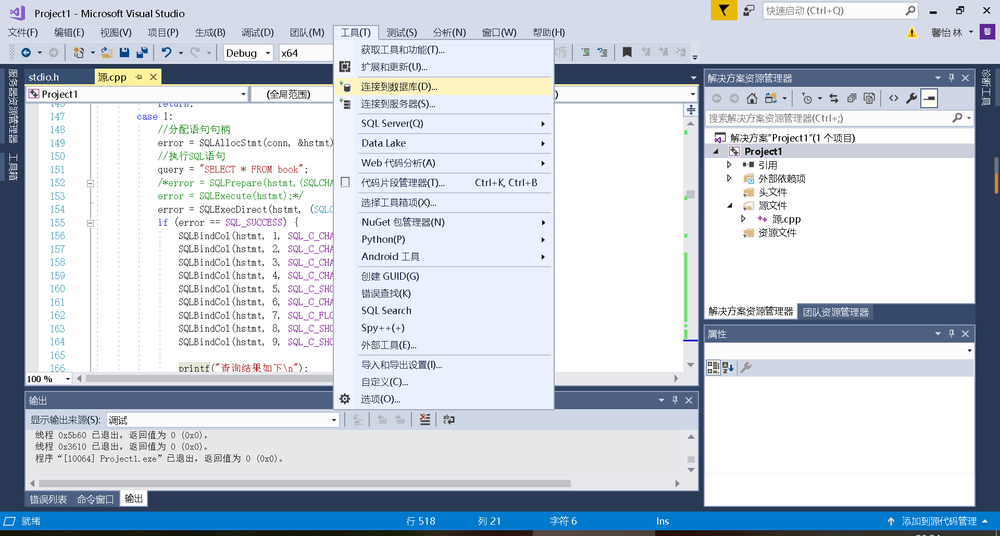 Project1 - Microsoft Visual Studio
快速启动 (Ctrl+Q)
文件(F) 编辑(E) 视图(V) 项目(P) 生成(B) 调试(D) 团队(M) 工具(T) 测试(S) 分析(N) 窗口(W) 帮助(H)
馨怡 林
馨
Debug
x64
获取工具和功能(T)...
扩展和更新(U)...
连接到数据库(D)...
连接到服务器(S)...
SQL Server(Q)
Data Lake
Web 代码分析(A)
代码片段管理器(T)... Ctrl+K, Ctrl+B
选择工具箱项(X)...
NuGet 包管理器(N)
Python(P)
Android 工具
创建 GUID(G)
错误查找(K)
SQL Search
Spy++(+)
外部工具(E)...
导入和导出设置(I)...
自定义(C)...
选项(O)...
服务器资源管理器
工具箱
stdio.h
源.cpp
Project1
(全局范围)
146 return;
147 case 1:
148 //分配语句句柄
149 error = SQLAllocStmt(conn, &hstmt)
150 //执行SQL语句
151 query = "SELECT * FROM book";
152 /*error = SQLPrepare(hstmt,(SQLCHA
153 error = SQLExecute(hstmt);*/
154 error = SQLExecDirect(hstmt, (SQLC
155 if (error == SQL_SUCCESS) {
156 SQLBindCol(hstmt, 1, SQL_C_CHA
157 SQLBindCol(hstmt, 2, SQL_C_CHA
158 SQLBindCol(hstmt, 3, SQL_C_CHA
159 SQLBindCol(hstmt, 4, SQL_C_CHA
160 SQLBindCol(hstmt, 5, SQL_C_SHO
161 SQLBindCol(hstmt, 6, SQL_C_CHA
162 SQLBindCol(hstmt, 7, SQL_C_FLO
163 SQLBindCol(hstmt, 8, SQL_C_SHO
164 SQLBindCol(hstmt, 9, SQL_C_SHO
165
166 printf("查询结果如下\n");
100 %
输出
显示输出来源(S): 调试
线程 0x5b60 已退出，返回值为 0 (0x0)。
线程 0x3610 已退出，返回值为 0 (0x0)。
程序“[10064] Project1.exe”已退出，返回值为 0 (0x0)。
错误列表 命令窗口 输出
解决方案资源管理器
搜索解决方案资源管理器(Ctrl+;)
解决方案"Project1"(1 个项目)
Project1
引用
外部依赖项
头文件
源文件
源.cpp
资源文件
解决方案资源管理器 团队资源管理器
属性
诊断工具
就绪 行 518 列 21 字符 6 Ins 添加到源代码管理